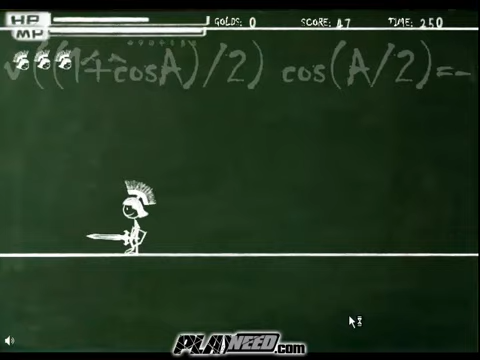 HP GOLDS: 0 SCORE: 47 TIME: 250
MP
√((1+cosA)/2) cos(A/2)=-
PLAYNEED.com